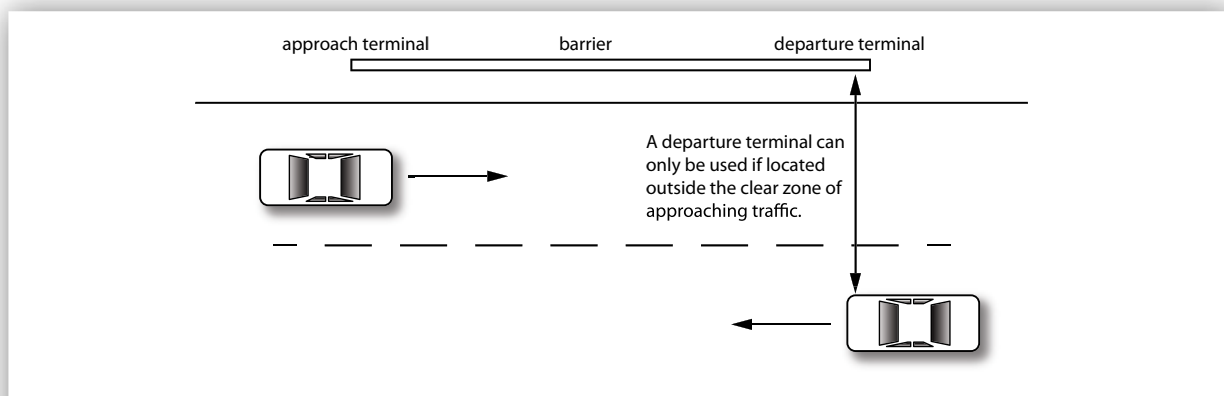 approach terminal
barrier
departure terminal
A departure terminal can
only be used if located
outside the clear zone of
approaching traffic.